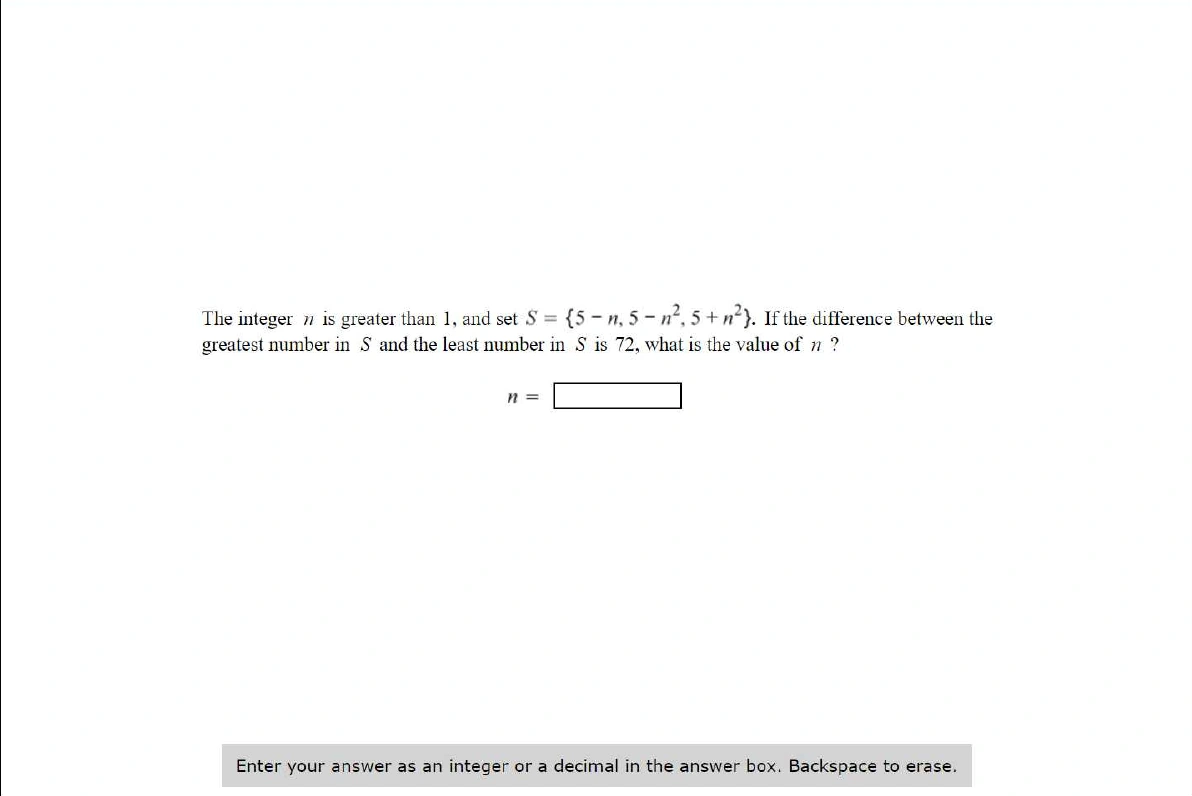 The integer n is greater than 1, and set S = {5 − n, 5 − n², 5 + n²}. If the difference between the
greatest number in S and the least number in S is 72, what is the value of n ?
n =
Enter your answer as an integer or a decimal in the answer box. Backspace to erase.